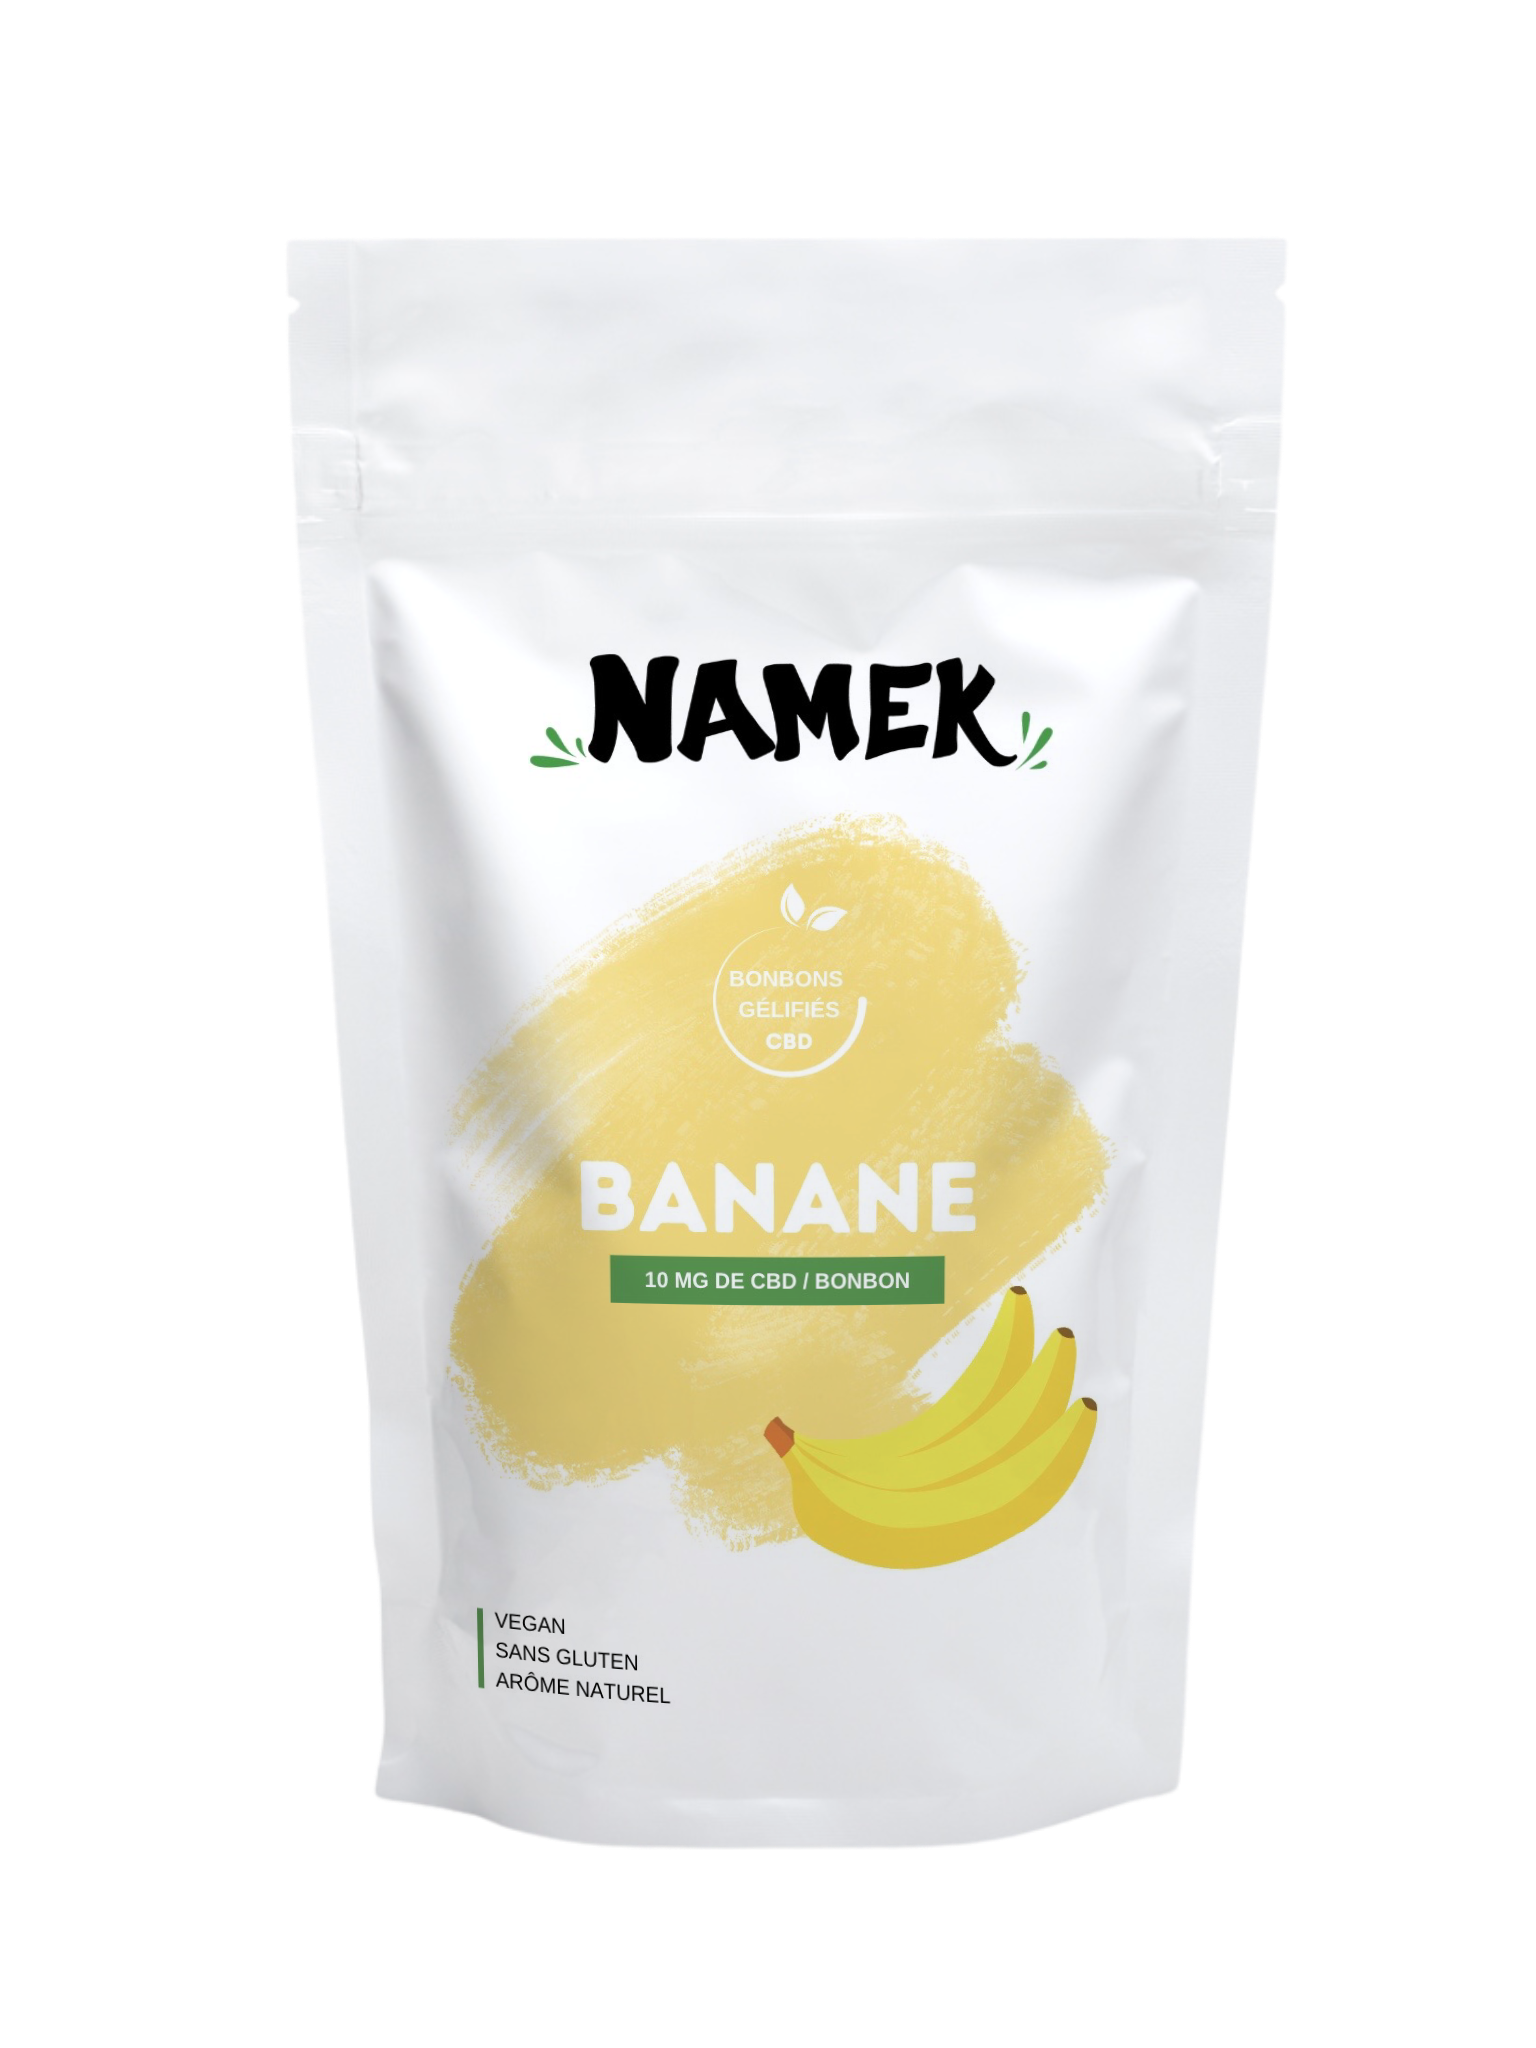 NAMEK
BONBONS
GÉLIFIÉS
CBD
BANANE
10 MG DE CBD / BONBON
VEGAN
SANS GLUTEN
ARÔME NATUREL